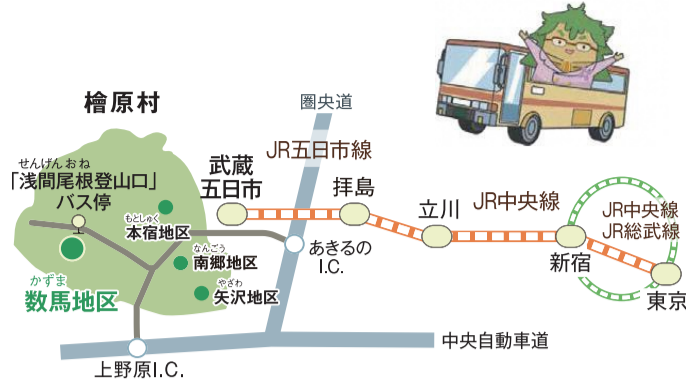 檜原村
圏央道
JR五日市線
せんげんおね
「浅間尾根登山口」
バス停
武蔵
五日市
拝島
立川
JR中央線
JR中央線
JR総武線
新宿
東京
もとしゅく
本宿地区
なんごう
南郷地区
やざわ
矢沢地区
かずま
数馬地区
あきるの
I.C.
中央自動車道
上野原I.C.